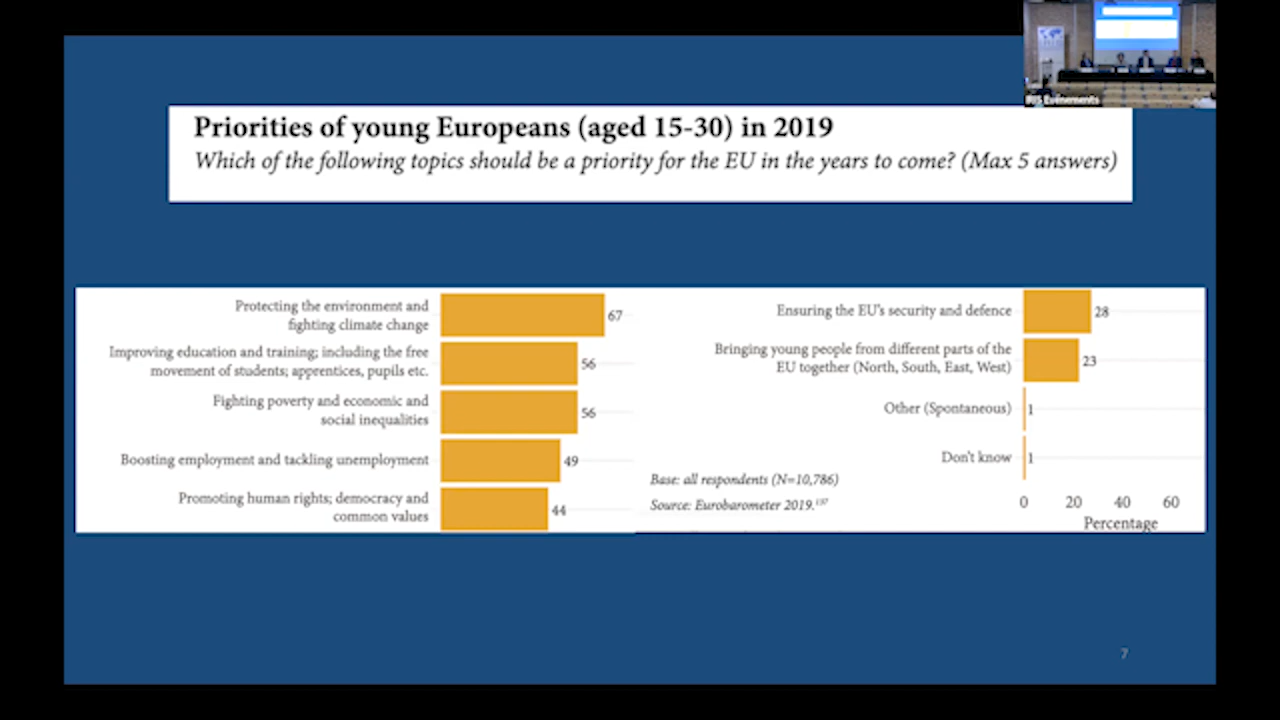 Priorities of young Europeans (aged 15-30) in 2019
Which of the following topics should be a priority for the EU in the years to come? (Max 5 answers)
Protecting the environment and
fighting climate change
67
Improving education and training; including the free
movement of students; apprentices, pupils etc.
56
Fighting poverty and economic and
social inequalities
56
Boosting employment and tackling unemployment
49
Promoting human rights; democracy and
common values
44
Ensuring the EU's security and defence
28
Bringing young people from different parts of the
EU together (North, South, East, West)
23
Other (Spontaneous)
1
Don't know
1
0 20 40 60
Percentage
Base: all respondents (N=10,786)
Source: Eurobarometer 2019.¹³⁷
7